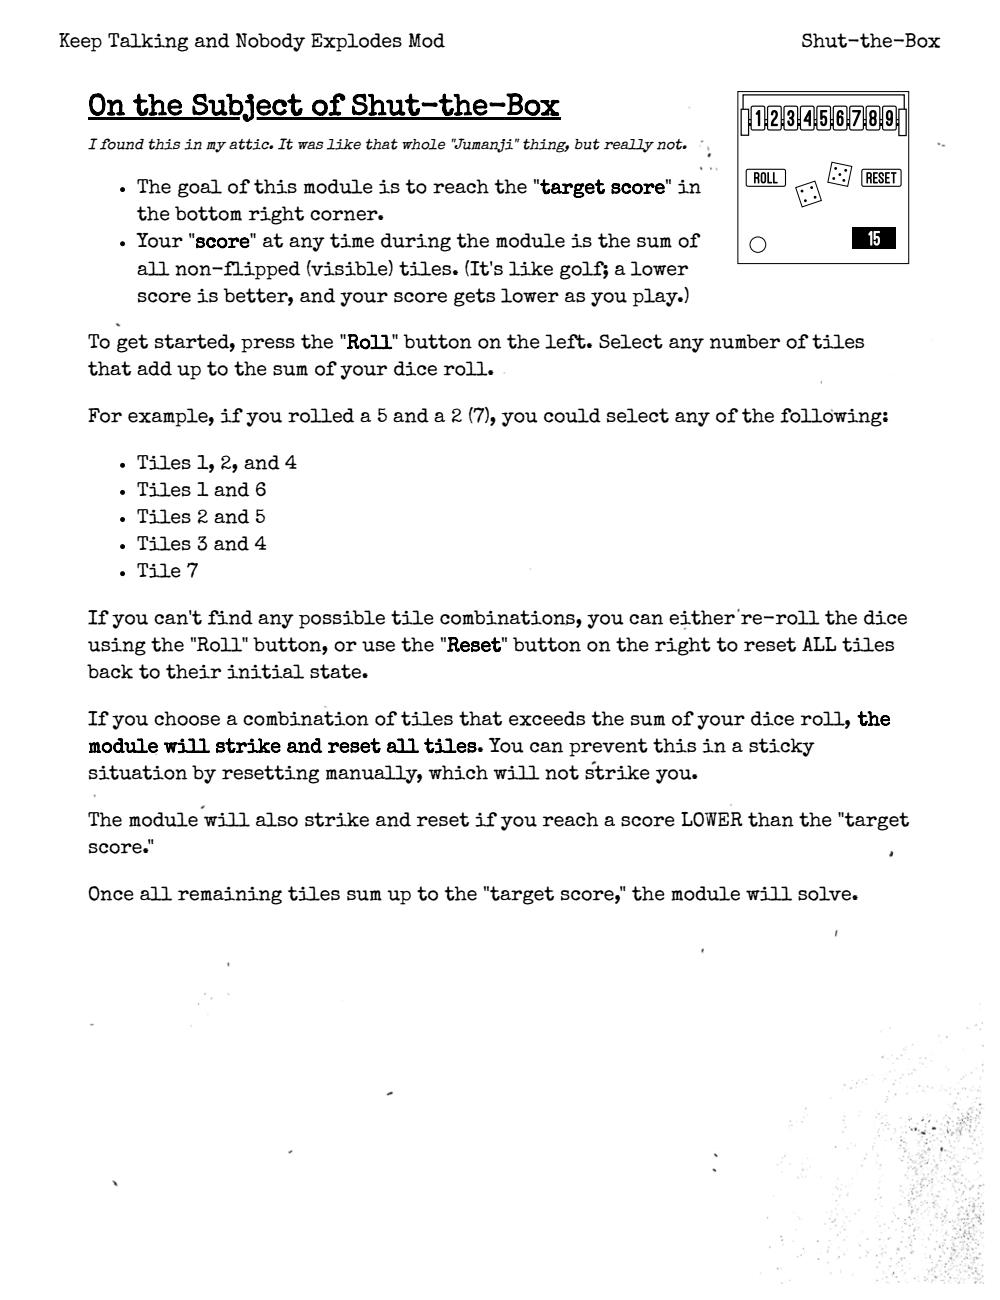 Keep Talking and Nobody Explodes Mod
Shut-the-Box
On the Subject of Shut-the-Box
I found this in my attic. It was like that whole "Jumanji" thing, but really not.
• The goal of this module is to reach the "target score" in
the bottom right corner.
• Your "score" at any time during the module is the sum of
all non-flipped (visible) tiles. (It's like golf; a lower
score is better, and your score gets lower as you play.)
1 2 3 4 5 6 7 8 9
ROLL
RESET
15
To get started, press the "Roll" button on the left. Select any number of tiles
that add up to the sum of your dice roll.
For example, if you rolled a 5 and a 2 (7), you could select any of the following:
• Tiles 1, 2, and 4
• Tiles 1 and 6
• Tiles 2 and 5
• Tiles 3 and 4
• Tile 7
If you can't find any possible tile combinations, you can either re-roll the dice
using the "Roll" button, or use the "Reset" button on the right to reset ALL tiles
back to their initial state.
If you choose a combination of tiles that exceeds the sum of your dice roll, the
module will strike and reset all tiles. You can prevent this in a sticky
situation by resetting manually, which will not strike you.
The module will also strike and reset if you reach a score LOWER than the "target
score."
Once all remaining tiles sum up to the "target score," the module will solve.